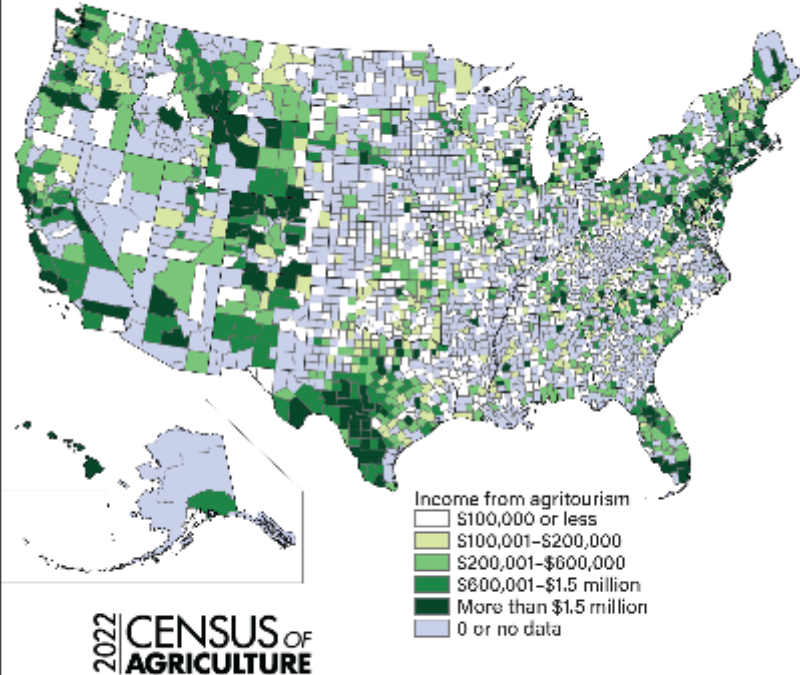 Income from agritourism
$100,000 or less
$100,001–$200,000
$200,001–$600,000
$600,001–$1.5 million
More than $1.5 million
0 or no data
2022
CENSUS OF
AGRICULTURE